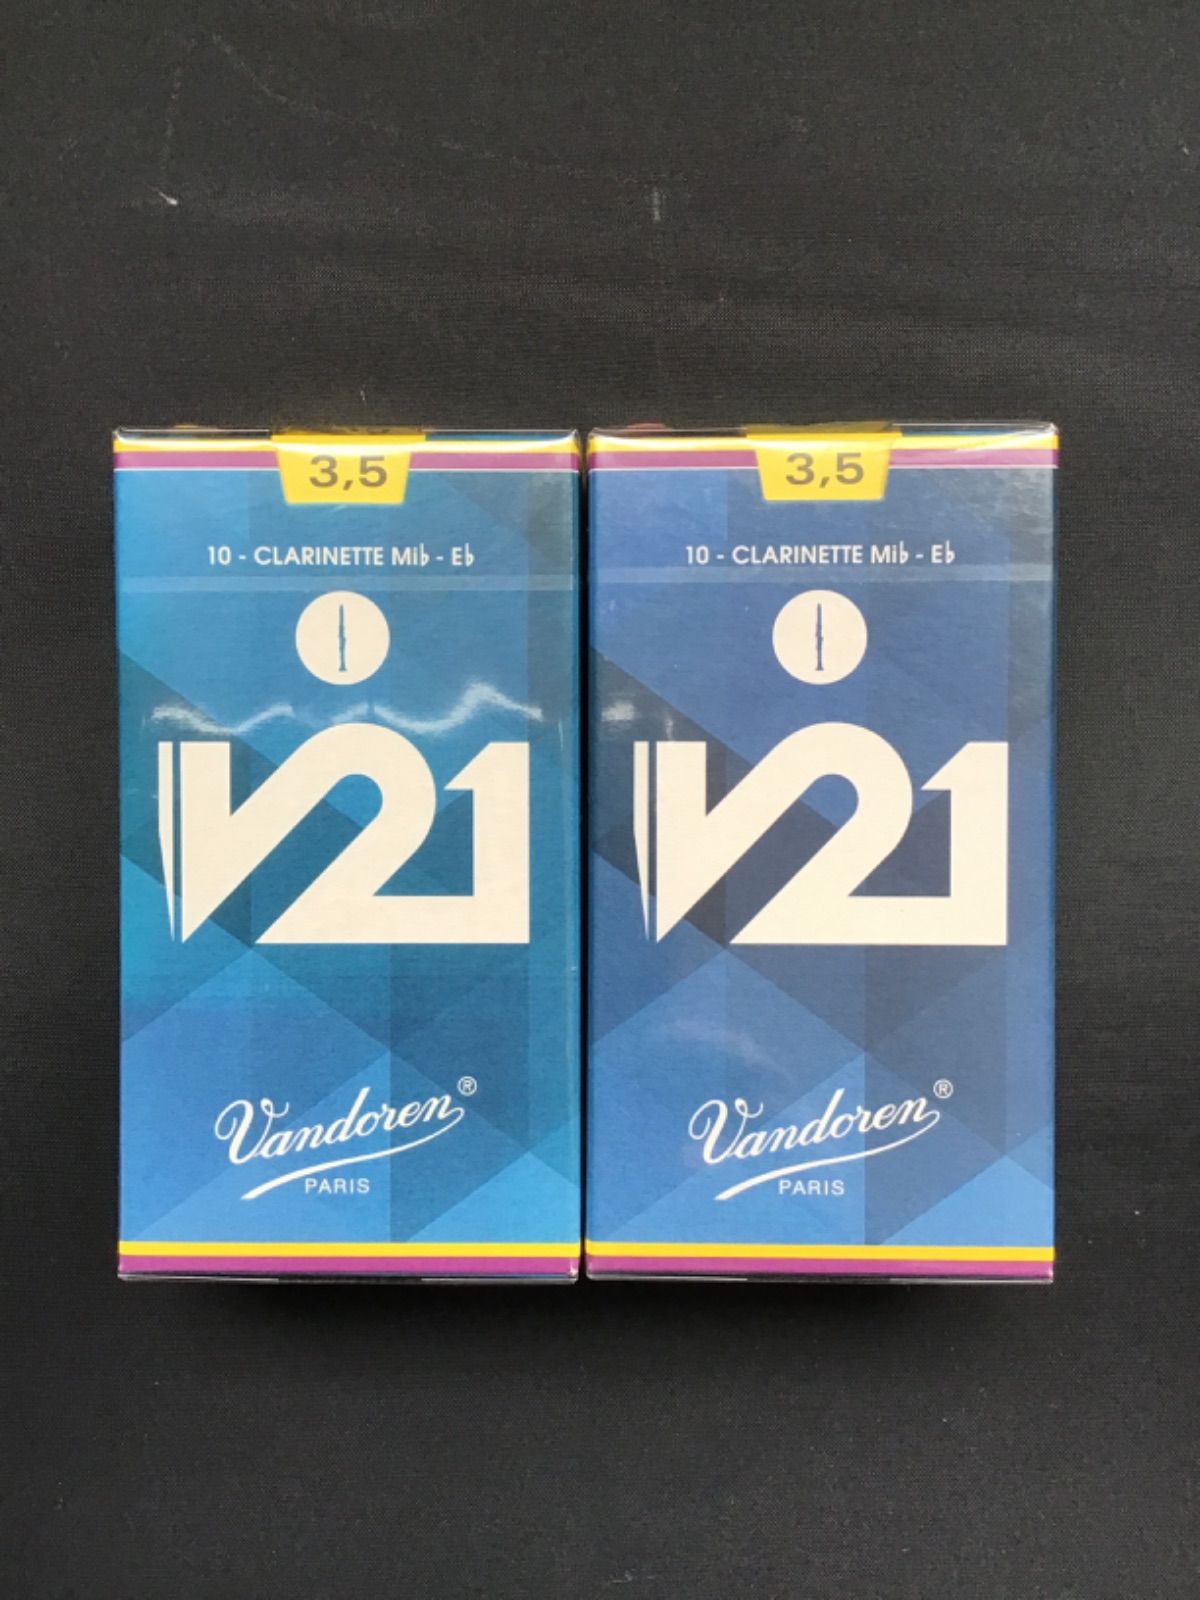 3,5
10 - CLARINETTE Mi♭ - E♭
V21
Vandoren®
PARIS
3,5
10 - CLARINETTE Mi♭ - E♭
V21
Vandoren®
PARIS